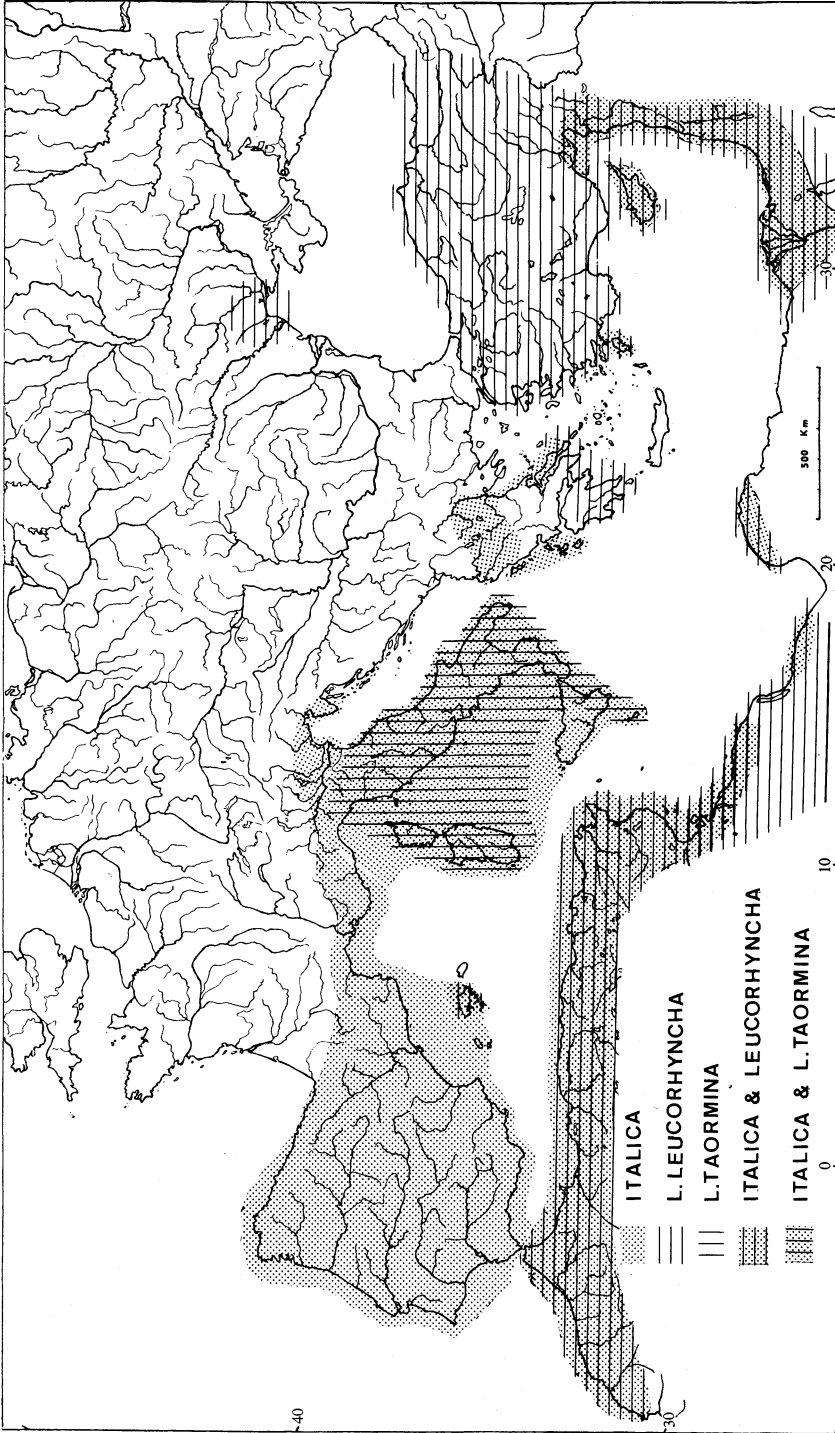 ITALICA
L. LEUCORHYNCHA
L.TAORMINA
ITALICA & LEUCORHYNCHA
ITALICA & L.TAORMINA
500 Km
40
30
0
10
20
30